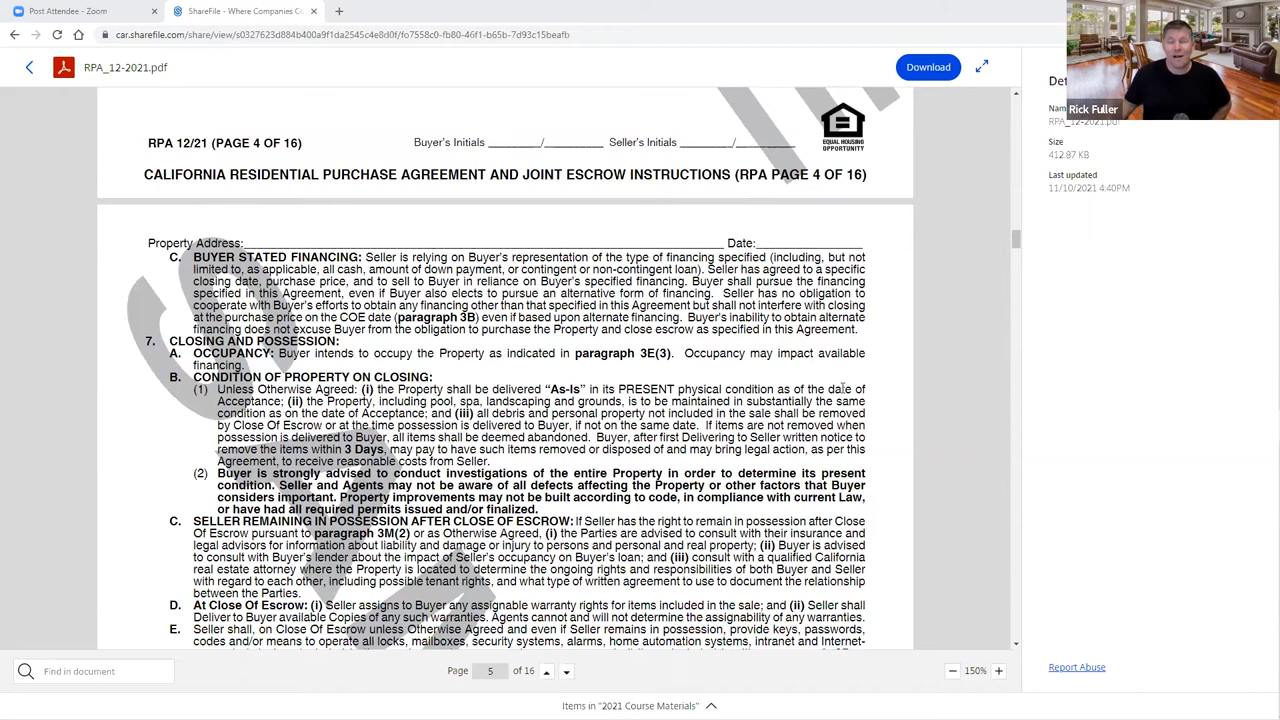 Post Attendee - Zoom
ShareFile - Where Companies Co
car.sharefile.com/share/view/s0327623d884b400a9f1da2545c4e8d0f/fo7558c0-fb80-46f1-b65b-7d93c15beafb
RPA_12-2021.pdf
Download
RPA 12/21 (PAGE 4 OF 16)
Buyer's Initials ________/________ Seller's Initials ________/________
EQUAL HOUSING
OPPORTUNITY
CALIFORNIA RESIDENTIAL PURCHASE AGREEMENT AND JOINT ESCROW INSTRUCTIONS (RPA PAGE 4 OF 16)
Property Address: Date:
C. BUYER STATED FINANCING: Seller is relying on Buyer's representation of the type of financing specified (including, but not
limited to, as applicable, all cash, amount of down payment, or contingent or non-contingent loan). Seller has agreed to a specific
closing date, purchase price, and to sell to Buyer in reliance on Buyer's specified financing. Buyer shall pursue the financing
specified in this Agreement, even if Buyer also elects to pursue an alternative form of financing. Seller has no obligation to
cooperate with Buyer's efforts to obtain any financing other than that specified in this Agreement but shall not interfere with closing
at the purchase price on the COE date (paragraph 3B) even if based upon alternate financing. Buyer's inability to obtain alternate
financing does not excuse Buyer from the obligation to purchase the Property and close escrow as specified in this Agreement.
7. CLOSING AND POSSESSION:
A. OCCUPANCY: Buyer intends to occupy the Property as indicated in paragraph 3E(3). Occupancy may impact available
financing.
B. CONDITION OF PROPERTY ON CLOSING:
(1) Unless Otherwise Agreed: (i) the Property shall be delivered "As-Is" in its PRESENT physical condition as of the date of
Acceptance; (ii) the Property, including pool, spa, landscaping and grounds, is to be maintained in substantially the same
condition as on the date of Acceptance; and (iii) all debris and personal property not included in the sale shall be removed
by Close Of Escrow or at the time possession is delivered to Buyer, if not on the same date. If items are not removed when
possession is delivered to Buyer, all items shall be deemed abandoned. Buyer, after first Delivering to Seller written notice to
remove the items within 3 Days, may pay to have such items removed or disposed of and may bring legal action, as per this
Agreement, to receive reasonable costs from Seller.
(2) Buyer is strongly advised to conduct investigations of the entire Property in order to determine its present
condition. Seller and Agents may not be aware of all defects affecting the Property or other factors that Buyer
considers important. Property improvements may not be built according to code, in compliance with current Law,
or have had all required permits issued and/or finalized.
C. SELLER REMAINING IN POSSESSION AFTER CLOSE OF ESCROW: If Seller has the right to remain in possession after Close
Of Escrow pursuant to paragraph 3M(2) or as Otherwise Agreed, (i) the Parties are advised to consult with their insurance and
legal advisors for information about liability and damage or injury to persons and personal and real property; (ii) Buyer is advised
to consult with Buyer's lender about the impact of Seller's occupancy on Buyer's loan; and (iii) consult with a qualified California
real estate attorney where the Property is located to determine the ongoing rights and responsibilities of both Buyer and Seller
with regard to each other, including possible tenant rights, and what type of written agreement to use to document the relationship
between the Parties.
D. At Close Of Escrow: (i) Seller assigns to Buyer any assignable warranty rights for items included in the sale; and (ii) Seller shall
Deliver to Buyer available Copies of any such warranties. Agents cannot and will not determine the assignability of any warranties.
E. Seller shall, on Close Of Escrow unless Otherwise Agreed and even if Seller remains in possession, provide keys, passwords,
codes and/or means to operate all locks, mailboxes, security systems, alarms, home automation systems, intranet and Internet-
Find in document
Page 5 of 16
150%
Items in "2021 Course Materials"
Rick Fuller
RPA_12-2021.pdf
Size
412.87 KB
Last updated
11/10/2021 4:40PM
Report Abuse